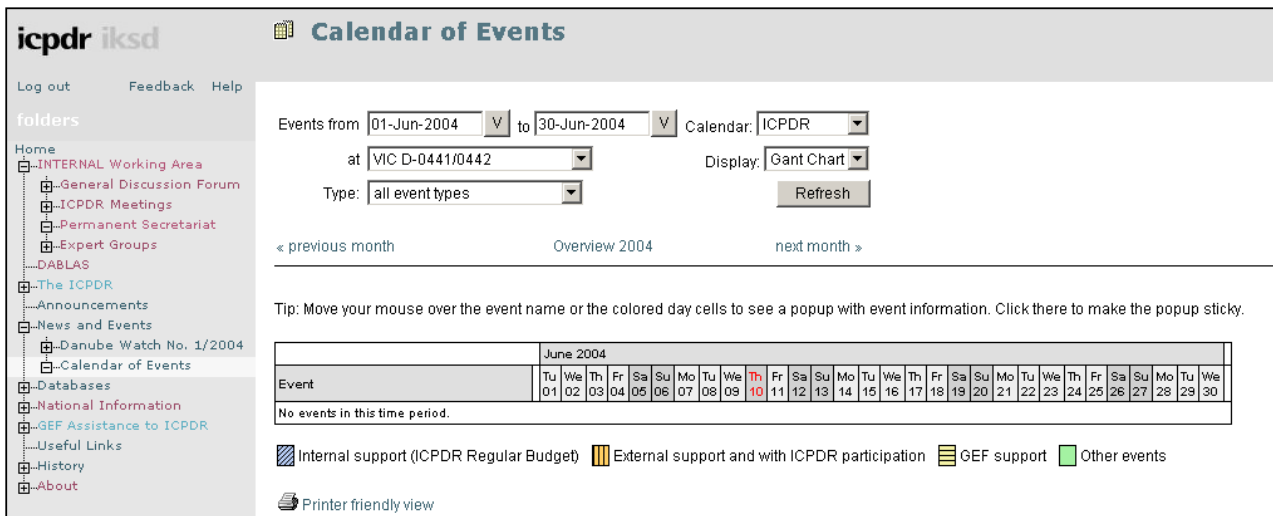 icpdr iksd
Calendar of Events
Log out Feedback Help
folders
Home
INTERNAL Working Area
General Discussion Forum
ICPDR Meetings
Permanent Secretariat
Expert Groups
DABLAS
The ICPDR
Announcements
News and Events
Danube Watch No. 1/2004
Calendar of Events
Databases
National Information
GEF Assistance to ICPDR
Useful Links
History
About
Events from 01-Jun-2004 V to 30-Jun-2004 V Calendar: ICPDR
at VIC D-0441/0442 Display: Gant Chart
Type: all event types Refresh
« previous month Overview 2004 next month »
Tip: Move your mouse over the event name or the colored day cells to see a popup with event information. Click there to make the popup sticky.
June 2004
Event Tu We Th Fr Sa Su Mo Tu We Th Fr Sa Su Mo Tu We Th Fr Sa Su Mo Tu We Th Fr Sa Su Mo Tu We
01 02 03 04 05 06 07 08 09 10 11 12 13 14 15 16 17 18 19 20 21 22 23 24 25 26 27 28 29 30
No events in this time period.
Internal support (ICPDR Regular Budget) External support and with ICPDR participation GEF support Other events
Printer friendly view